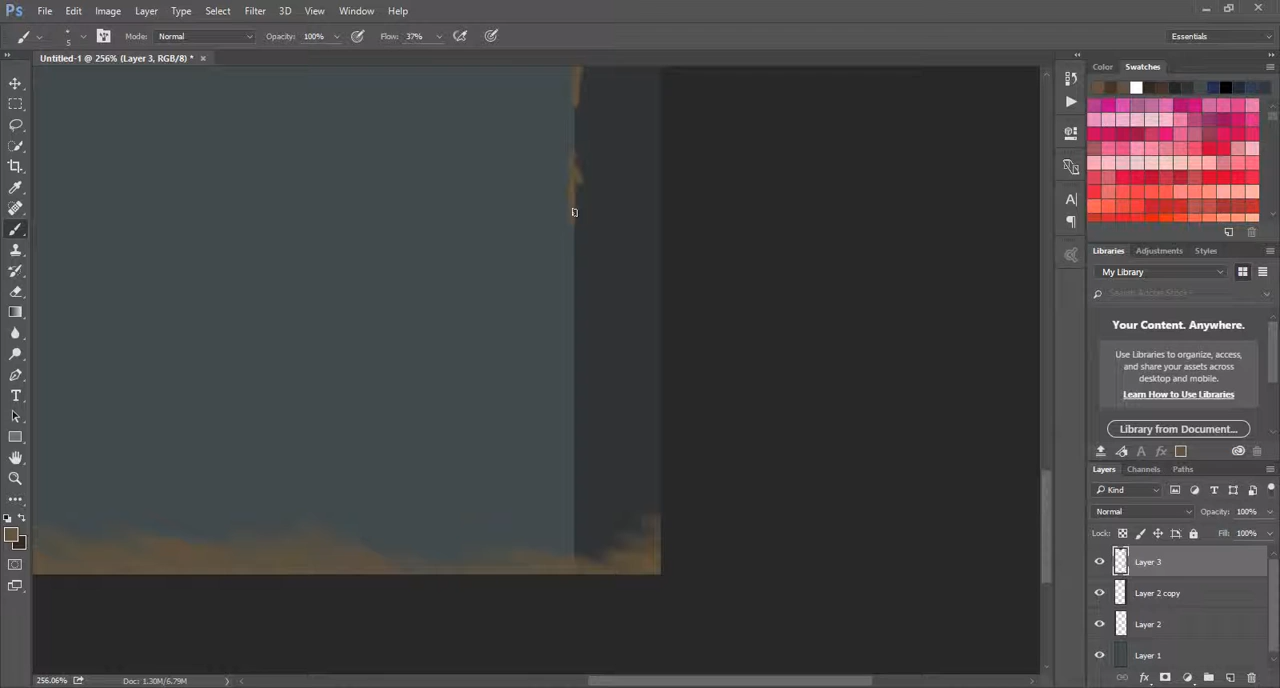 Ps File Edit Image Layer Type Select Filter 3D View Window Help
5 Mode: Normal Opacity: 100% Flow: 37% Essentials
Untitled-1 @ 256% (Layer 3, RGB/8) * ×
Color Swatches
Libraries Adjustments Styles
My Library
Search Adobe Stock
Your Content. Anywhere.
Use Libraries to organize, access,
and share your assets across
desktop and mobile.
Learn How to Use Libraries
Library from Document...
Layers Channels Paths
Kind
Normal Opacity: 100%
Lock: Fill: 100%
Layer 3
Layer 2 copy
Layer 2
Layer 1
256.06% Doc: 1.30M/6.79M